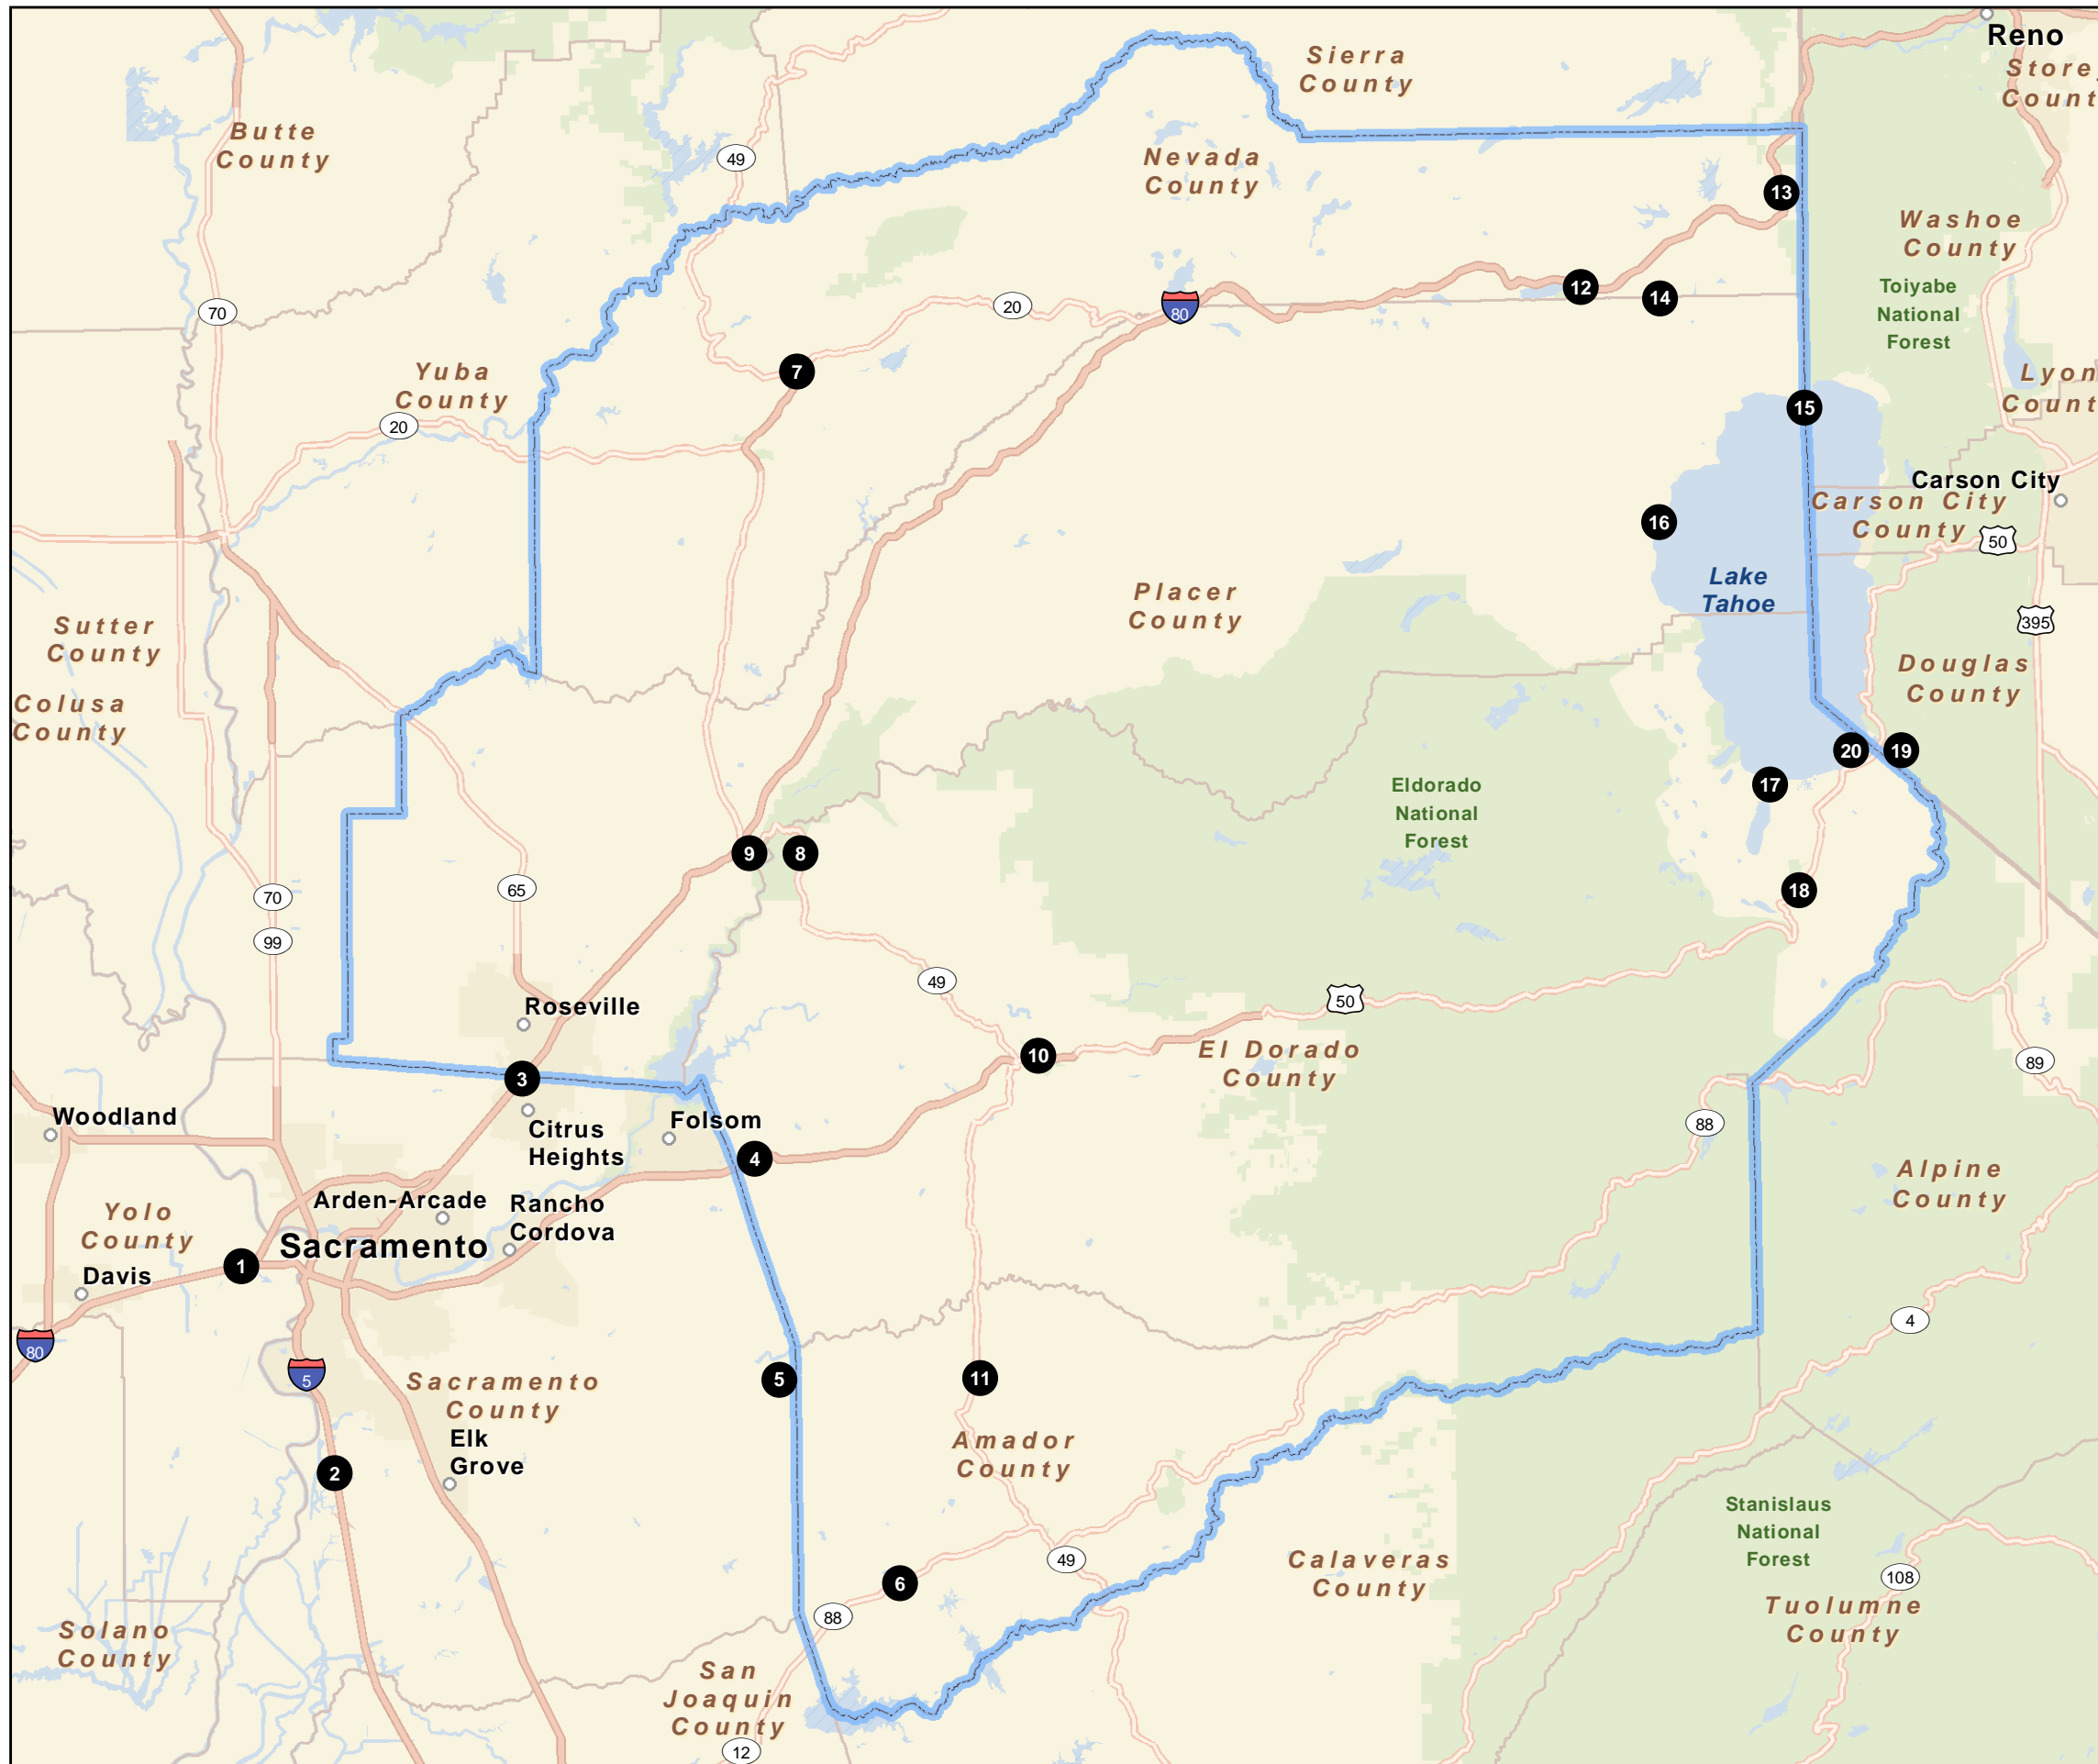 Reno
Store
Count
Sierra
County
Butte
County
49
Nevada
County
13
Washoe
County
Toiyabe
National
Forest
70
20
80
12
14
Yuba
County
7
Lyon
Count
20
15
Carson City
Carson City
County
16
50
Lake
Tahoe
Placer
County
Sutter
County
395
Colusa
County
Douglas
County
20
19
17
Eldorado
National
Forest
9
8
65
18
70
99
49
Roseville
50
10
El Dorado
County
89
3
Woodland
Citrus
Heights
Folsom
4
88
Alpine
County
Yolo
County
Arden-Arcade
Rancho
Cordova
Sacramento
1
Davis
80
5
4
Sacramento
County
5
11
Elk
Grove
2
Amador
County
Stanislaus
National
Forest
6
49
Calaveras
County
108
88
Tuolumne
County
Solano
County
San
Joaquin
County
12